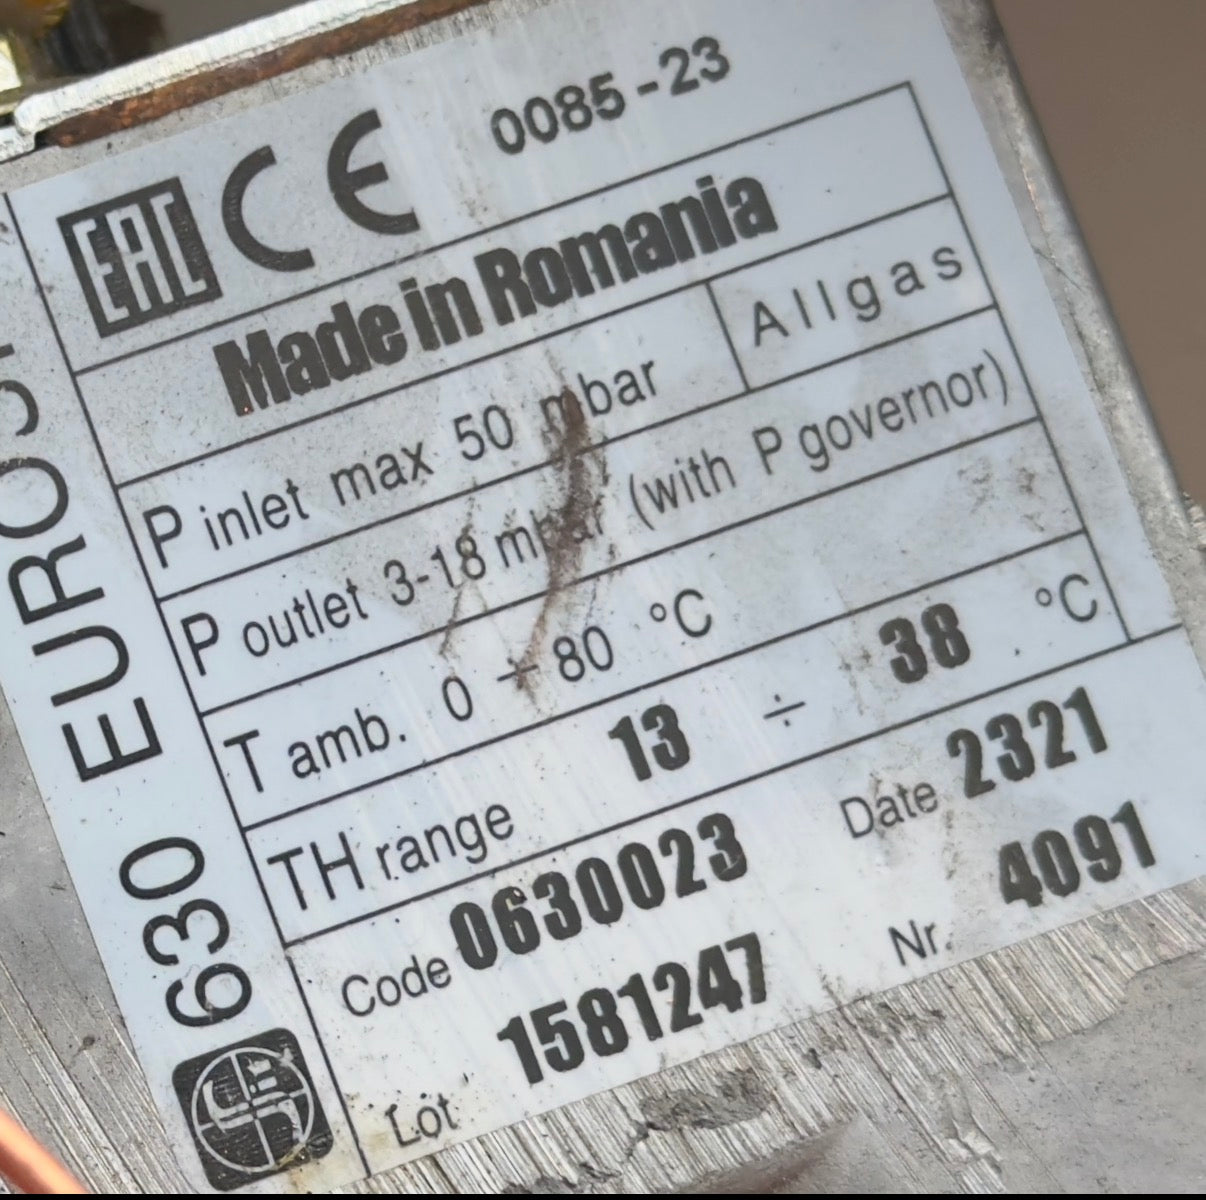 EAC CE 0085-23
Made in Romania
P inlet max 50 mbar Allgas
P outlet 3-18 mbar (with P governor)
T amb. 0 ÷ 80 °C
TH range 13 ÷ 38 °C
Code 0630023 Date 2321
Lot 1581247 Nr. 4091
Sit 630 EUROSI